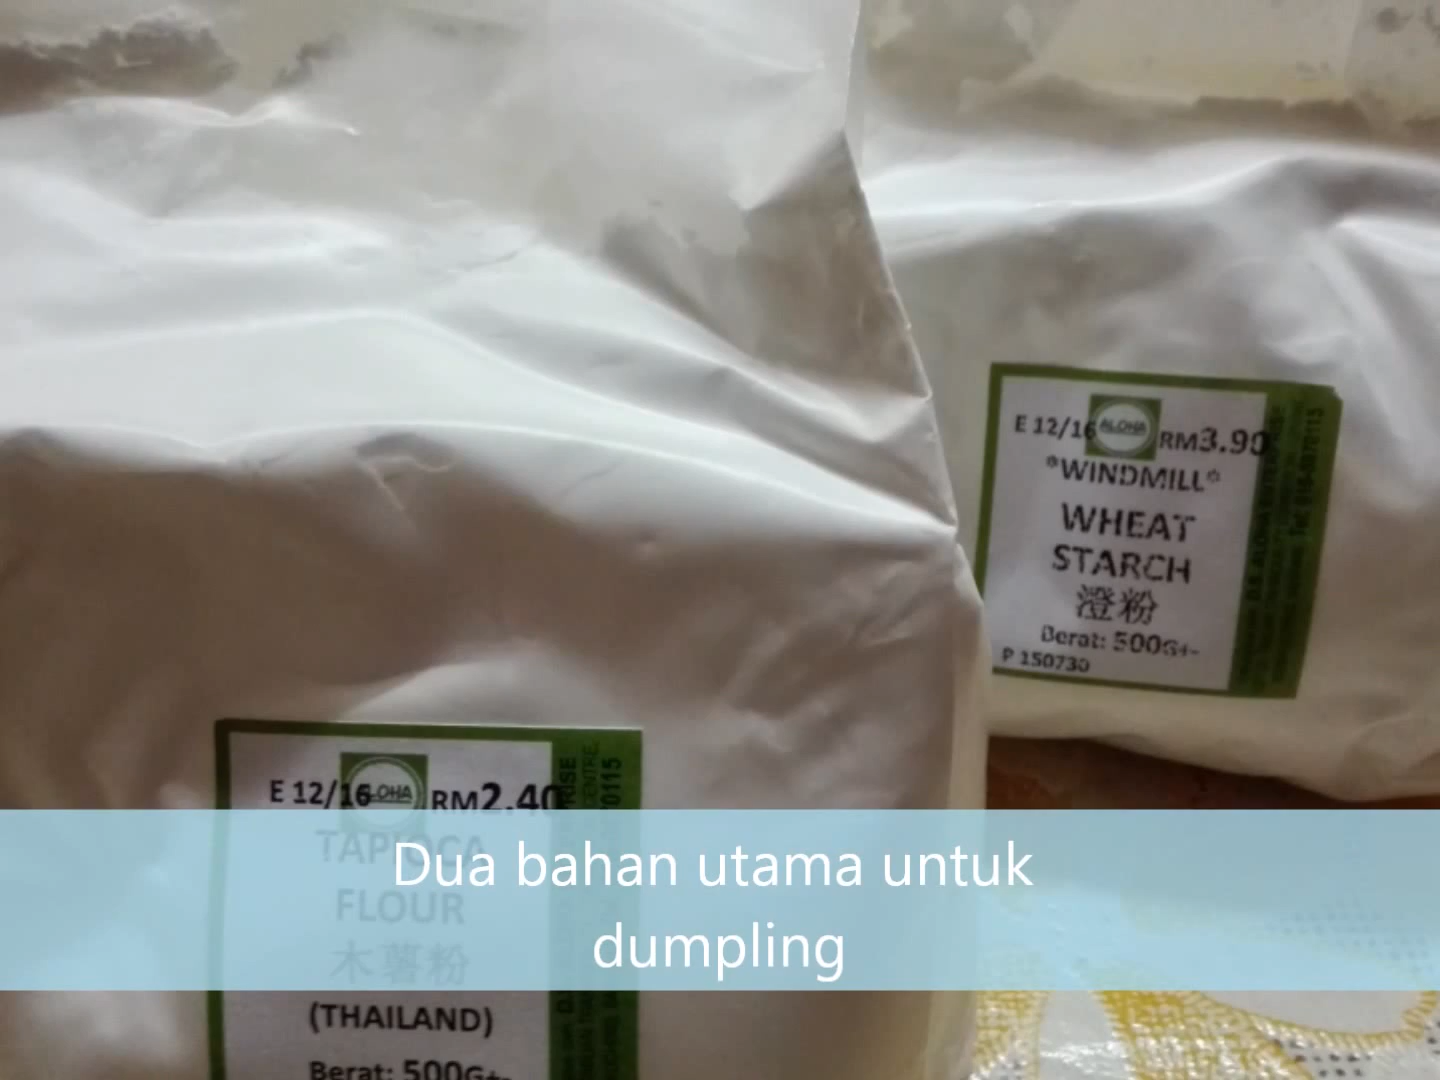 E 12/16 ALOHA RM3.90
*WINDMILL*
WHEAT
STARCH
澄粉
Berat: 500G+-
P 150730
E 12/16 ALOHA RM2.40
TAPIOCA
FLOUR
木薯粉
(THAILAND)
Berat: 500G+-
Dua bahan utama untuk
dumpling